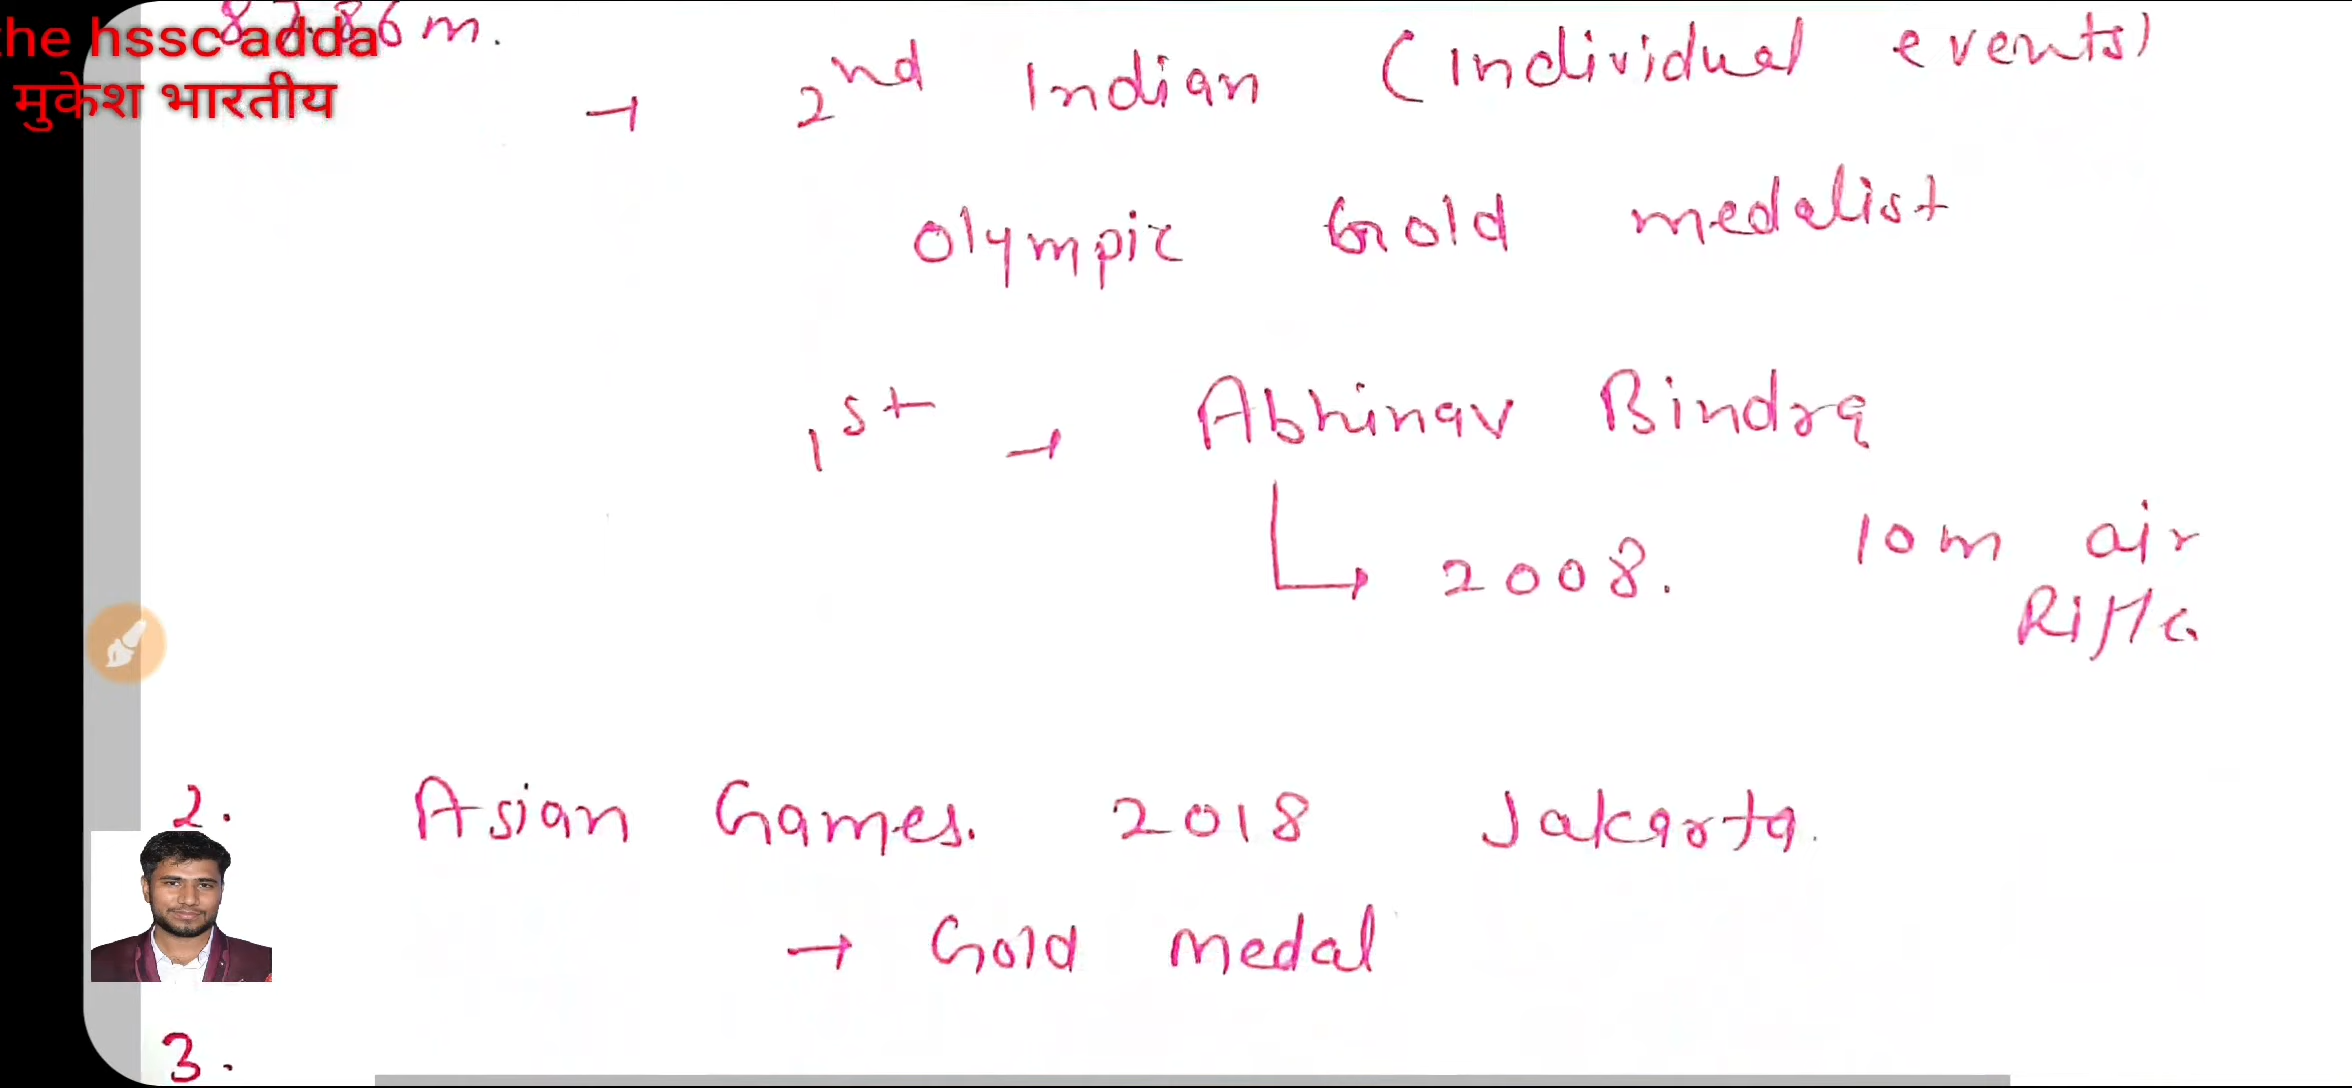 he hssc adda
मुकेश भारतीय
m.
→ 2nd Indian (Individual events)
Olympic Gold medalist
1st → Abhinav Bindra
2008. 10m air
Rifle
2. Asian Games. 2018 Jakarta.
→ Gold medal
3.